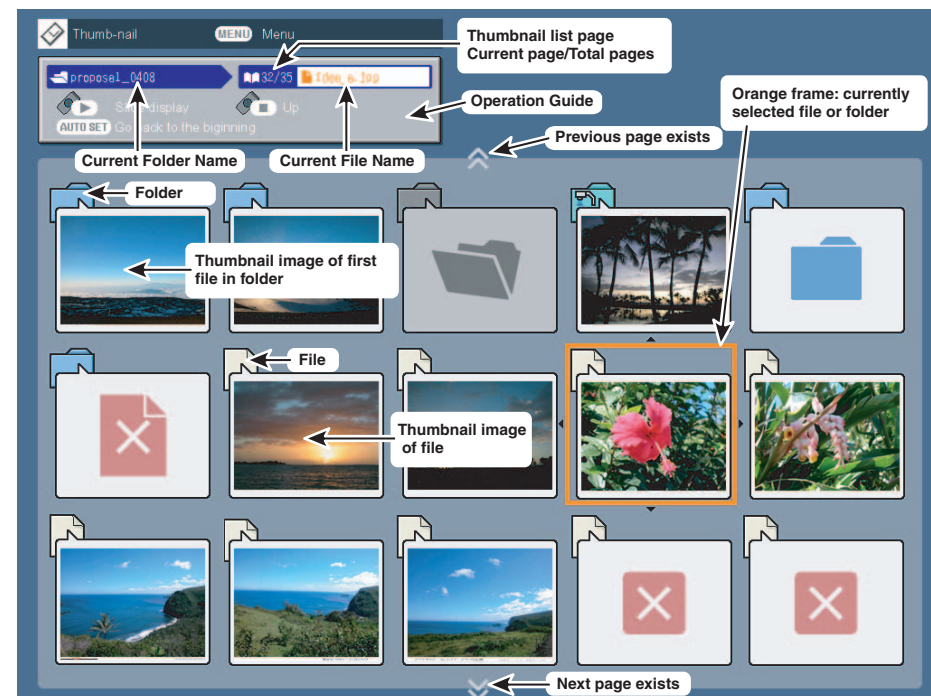 Thumb-nail
MENU Menu
Thumbnail list page
Current page/Total pages
proposal_0408
32/35
display
Up
AUTO SET Go back to the biginning
Operation Guide
Orange frame: currently
selected file or folder
Current Folder Name
Current File Name
Previous page exists
Folder
Thumbnail image of first
file in folder
File
Thumbnail image
of file
Next page exists